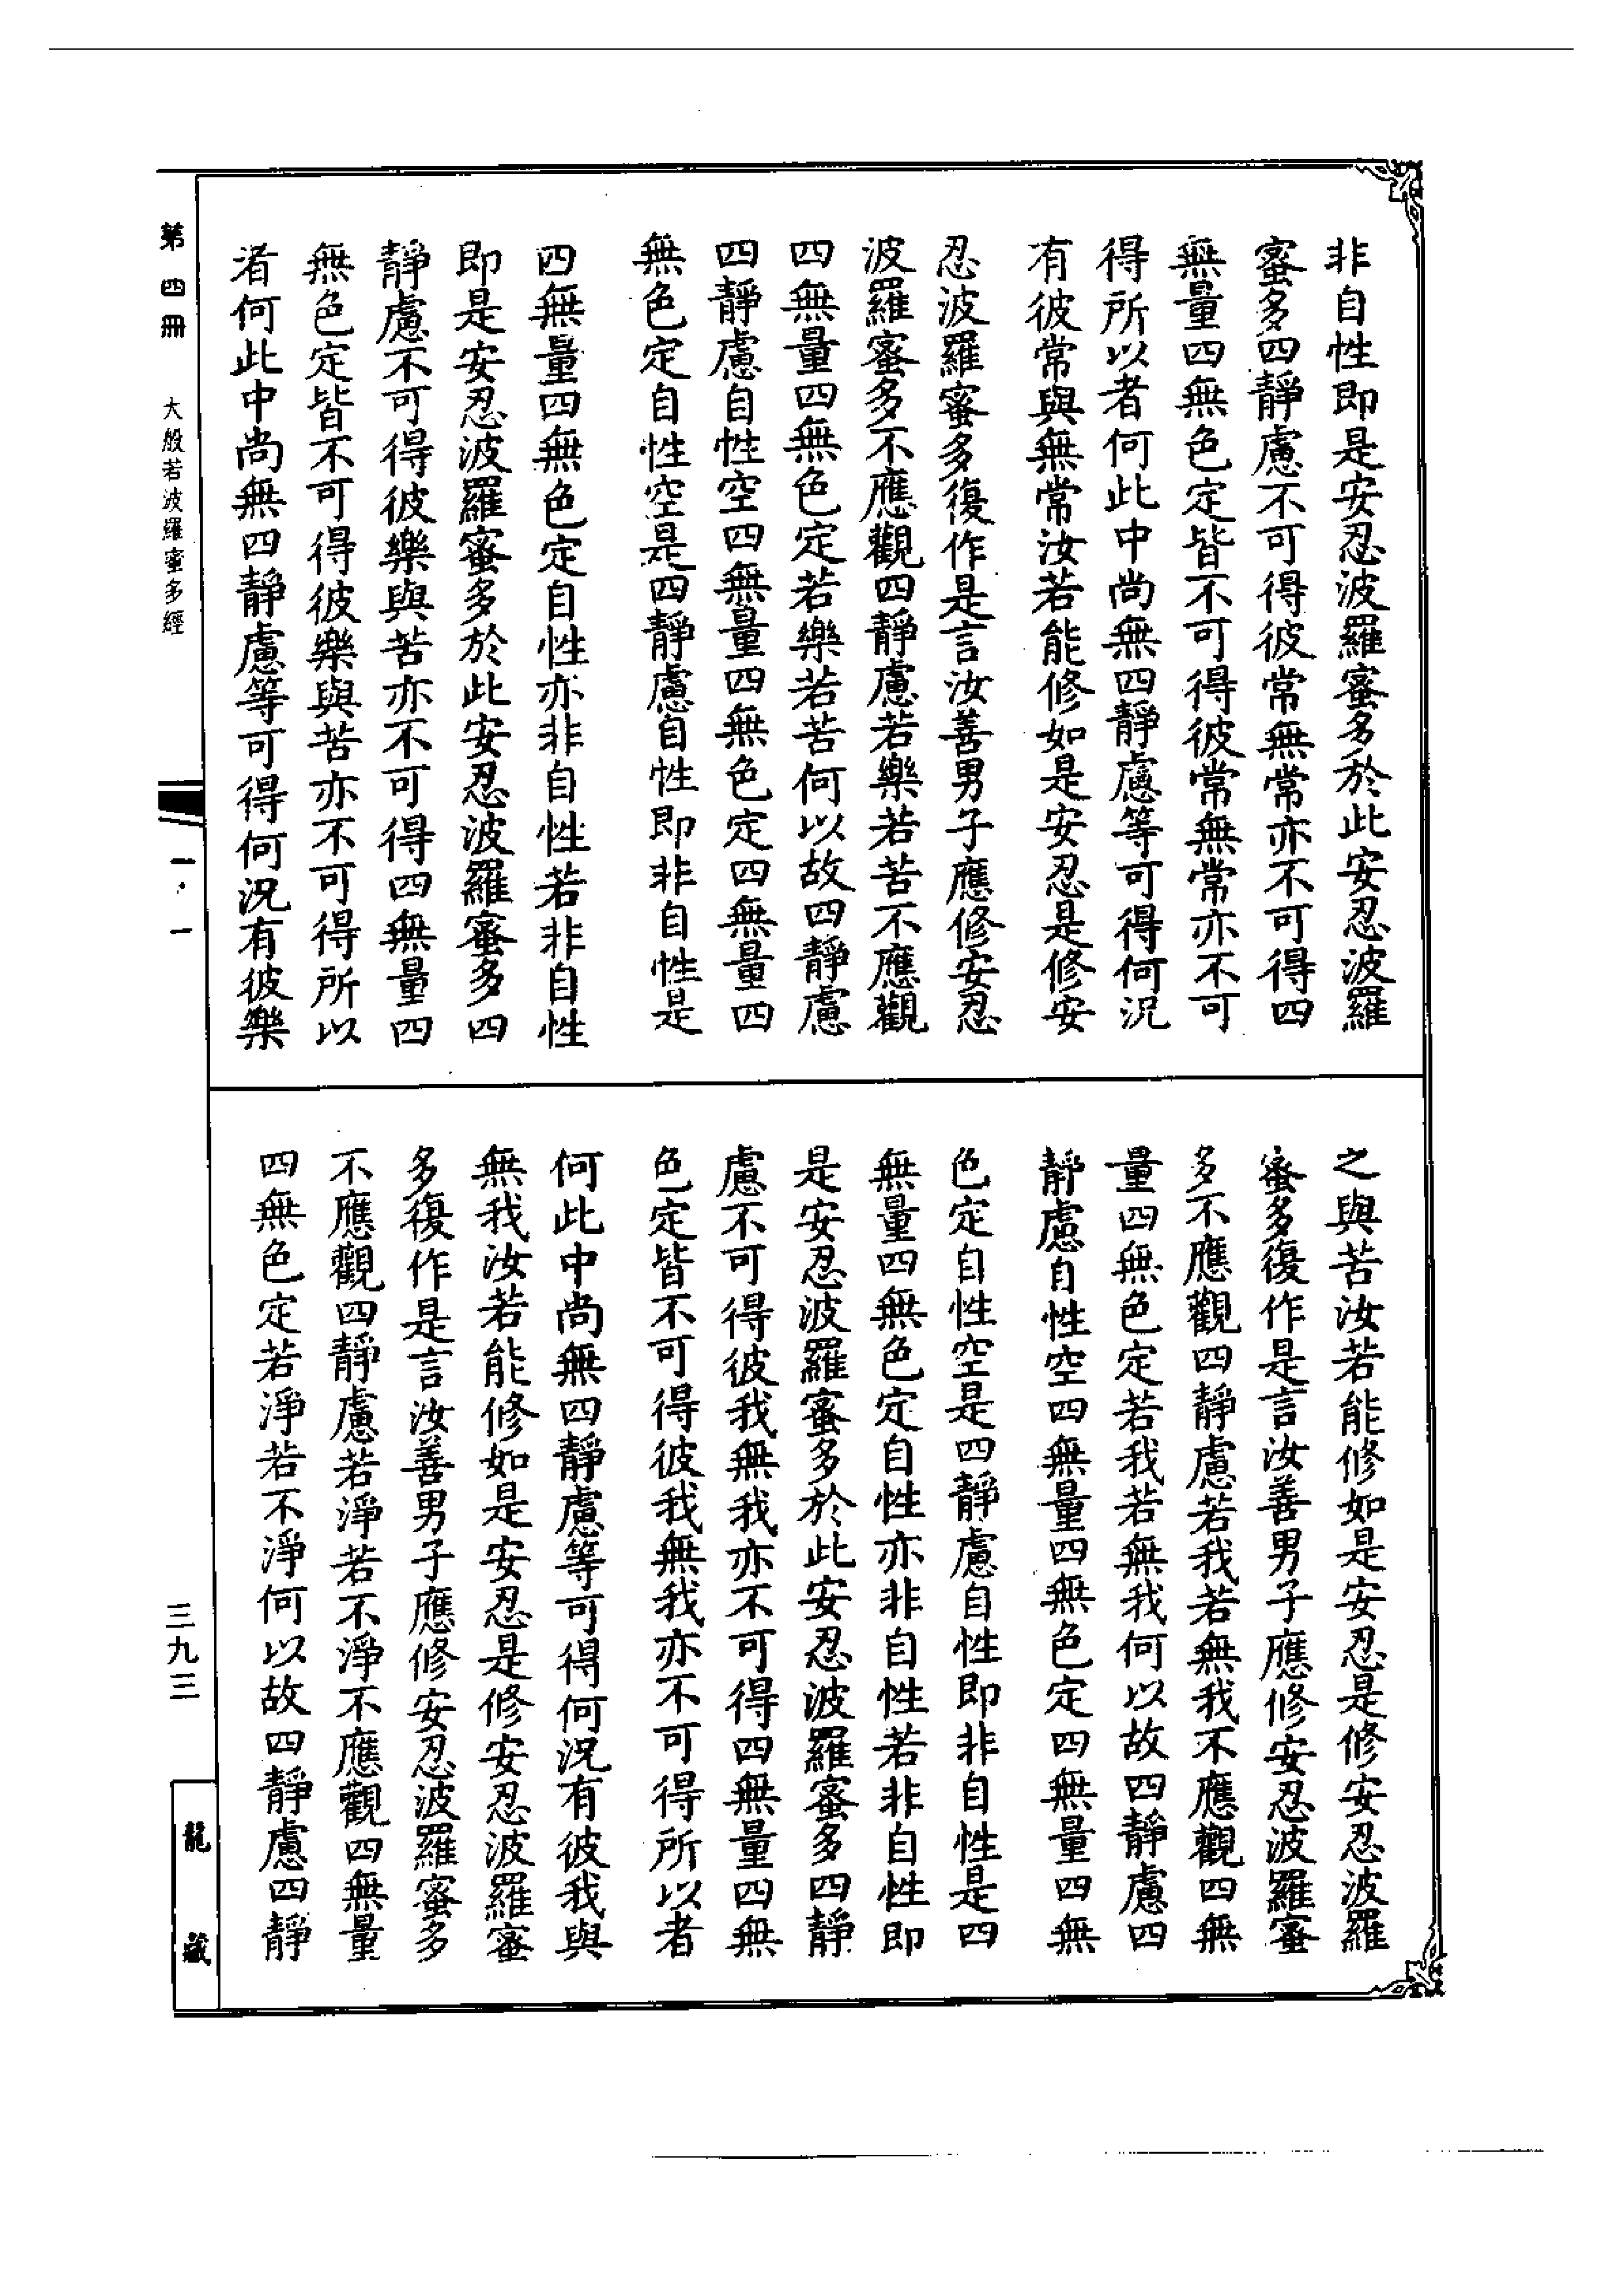 非自性即是安忍波羅蜜多於此安忍波羅
蜜多四靜慮不可得彼常無常亦不可得四
無量四無色定皆不可得彼常無常亦不可
得所以者何此中尚無四靜慮等可得何況
有彼常與無常汝若能修如是安忍是修安
忍波羅蜜多復作是言汝善男子應修安忍
波羅蜜多不應觀四靜慮若樂若苦不應觀
四無量四無色定若樂若苦何以故四靜慮
四靜慮自性空四無量四無色定四無量四
無色定自性空是四靜慮自性即非自性是
四無量四無色定自性亦非自性若非自性
即是安忍波羅蜜多於此安忍波羅蜜多四
靜慮不可得彼樂與苦亦不可得四無量四
無色定皆不可得彼樂與苦亦不可得所以
者何此中尚無四靜慮等可得何況有彼樂
之與苦汝若能修如是安忍是修安忍波羅
蜜多復作是言汝善男子應修安忍波羅蜜
多不應觀四靜慮若我若無我不應觀四無
量四無色定若我若無我何以故四靜慮四
靜慮自性空四無量四無色定四無量四無
色定自性空是四靜慮自性即非自性是四
無量四無色定自性亦非自性若非自性即
是安忍波羅蜜多於此安忍波羅蜜多四靜
慮不可得彼我無我亦不可得四無量四無
色定皆不可得彼我無我亦不可得所以者
何此中尚無四靜慮等可得何況有彼我與
無我汝若能修如是安忍是修安忍波羅蜜
多復作是言汝善男子應修安忍波羅蜜多
不應觀四靜慮若淨若不淨不應觀四無量
四無色定若淨若不淨何以故四靜慮四靜
第四冊 大般若波羅蜜多經 一·一
三九三
龍藏